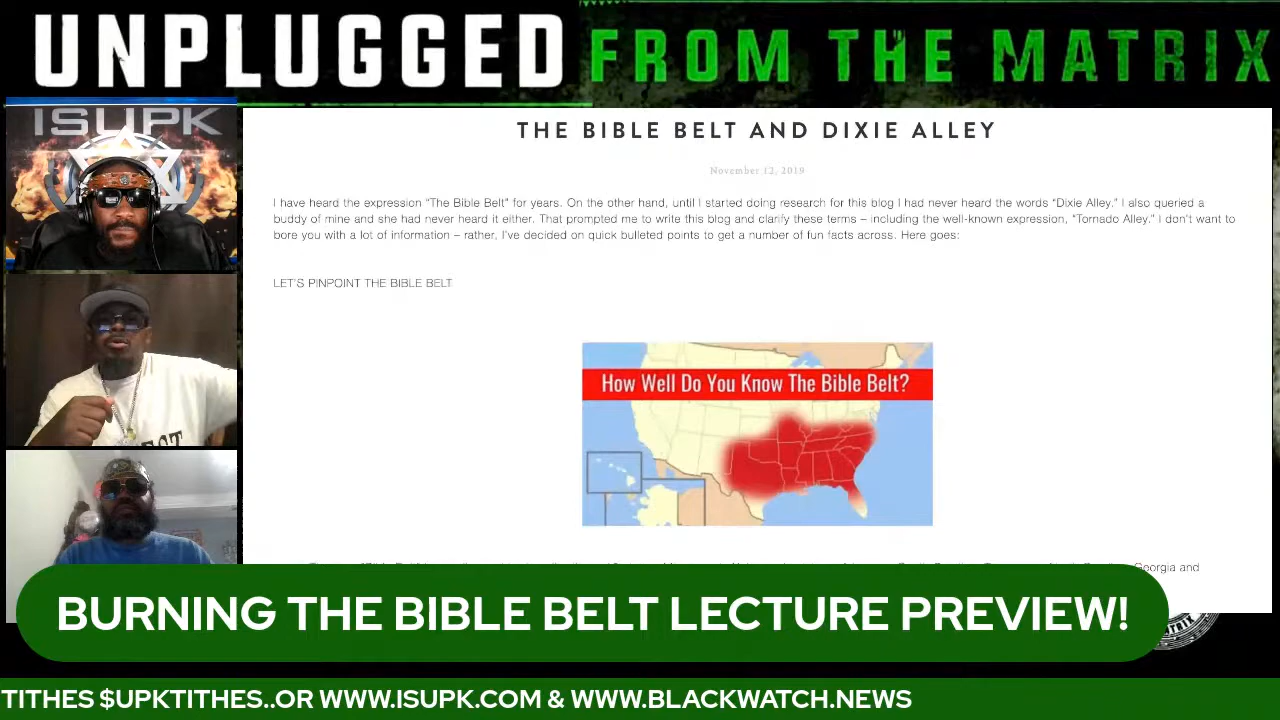 UNPLUGGED FROM THE MATRIX
ISUPK
THE BIBLE BELT AND DIXIE ALLEY
November 12, 2019
I have heard the expression “The Bible Belt” for years. On the other hand, until I started doing research for this blog I had never heard the words “Dixie Alley.” I also queried a
buddy of mine and she had never heard it either. That prompted me to write this blog and clarify these terms – including the well-known expression, “Tornado Alley.” I don't want to
bore you with a lot of information – rather, I've decided on quick bulleted points to get a number of fun facts across. Here goes:
LET'S PINPOINT THE BIBLE BELT
How Well Do You Know The Bible Belt?
Georgia and
BURNING THE BIBLE BELT LECTURE PREVIEW!
MATRIX
TITHES $UPKTITHES..OR WWW.ISUPK.COM & WWW.BLACKWATCH.NEWS